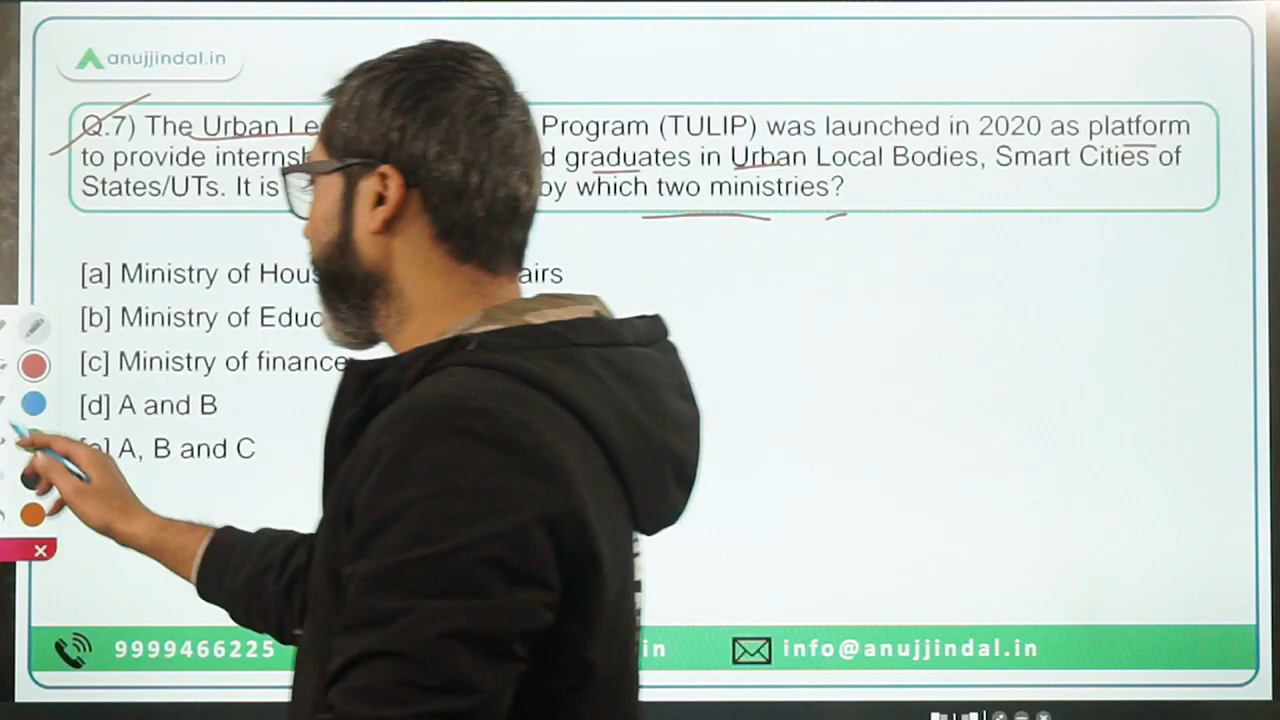 anujjindal.in
Q.7) The Urban Le Program (TULIP) was launched in 2020 as platform
to provide internsh d graduates in Urban Local Bodies, Smart Cities of
States/UTs. It is by which two ministries?
[a] Ministry of Hous airs
[b] Ministry of Educ
[c] Ministry of finance
[d] A and B
[e] A, B and C
9999466225 in info@anujjindal.in